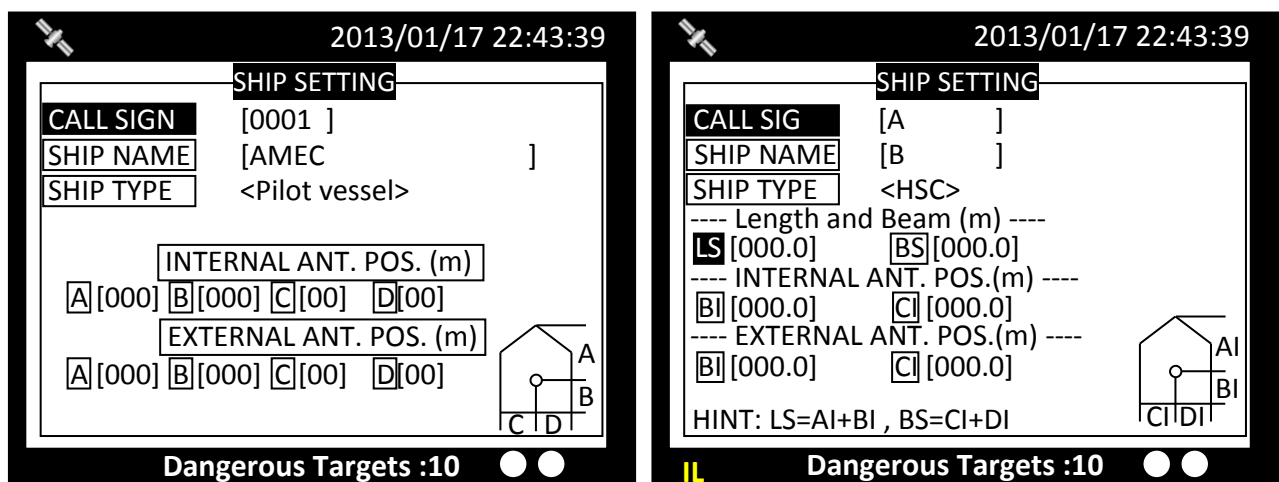 2013/01/17 22:43:39
SHIP SETTING
CALL SIGN [0001 ]
SHIP NAME [AMEC ]
SHIP TYPE <Pilot vessel>
INTERNAL ANT. POS. (m)
A [000] B [000] C [00] D [00]
EXTERNAL ANT. POS. (m)
A [000] B [000] C [00] D [00]
A
B
C D
Dangerous Targets :10
2013/01/17 22:43:39
SHIP SETTING
CALL SIG [A ]
SHIP NAME [B ]
SHIP TYPE <HSC>
---- Length and Beam (m) ----
LS [000.0] BS [000.0]
---- INTERNAL ANT. POS.(m) ----
BI [000.0] CI [000.0]
---- EXTERNAL ANT. POS.(m) ----
BI [000.0] CI [000.0]
AI
BI
CI DI
HINT: LS=AI+BI , BS=CI+DI
IL Dangerous Targets :10